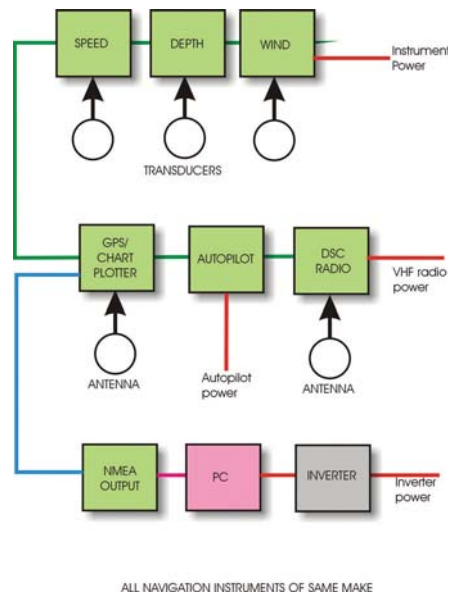 SPEED
DEPTH
WIND
Instrument
Power
TRANSDUCERS
GPS/
CHART
PLOTTER
AUTOPILOT
DSC
RADIO
VHF radio
power
ANTENNA
Autopilot
power
ANTENNA
NMEA
OUTPUT
PC
INVERTER
Inverter
power
ALL NAVIGATION INSTRUMENTS OF SAME MAKE